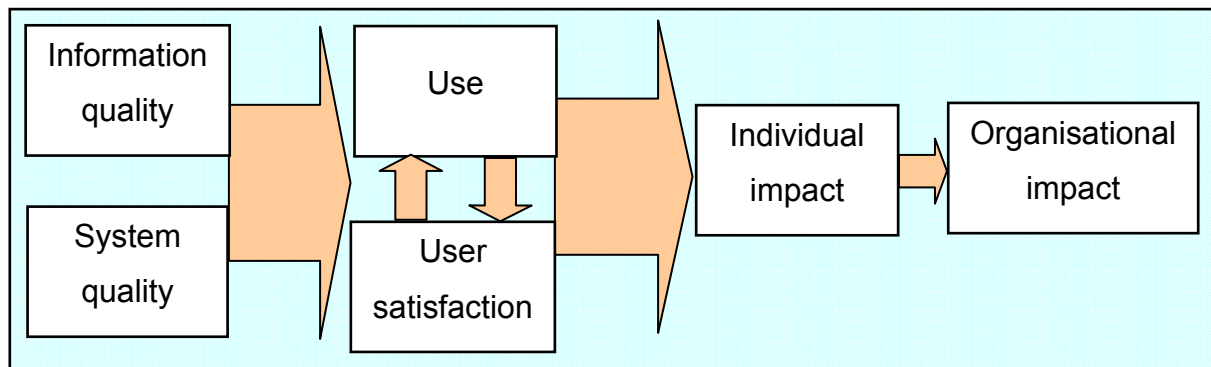 Information
quality
System
quality
Use
User
satisfaction
Individual
impact
Organisational
impact